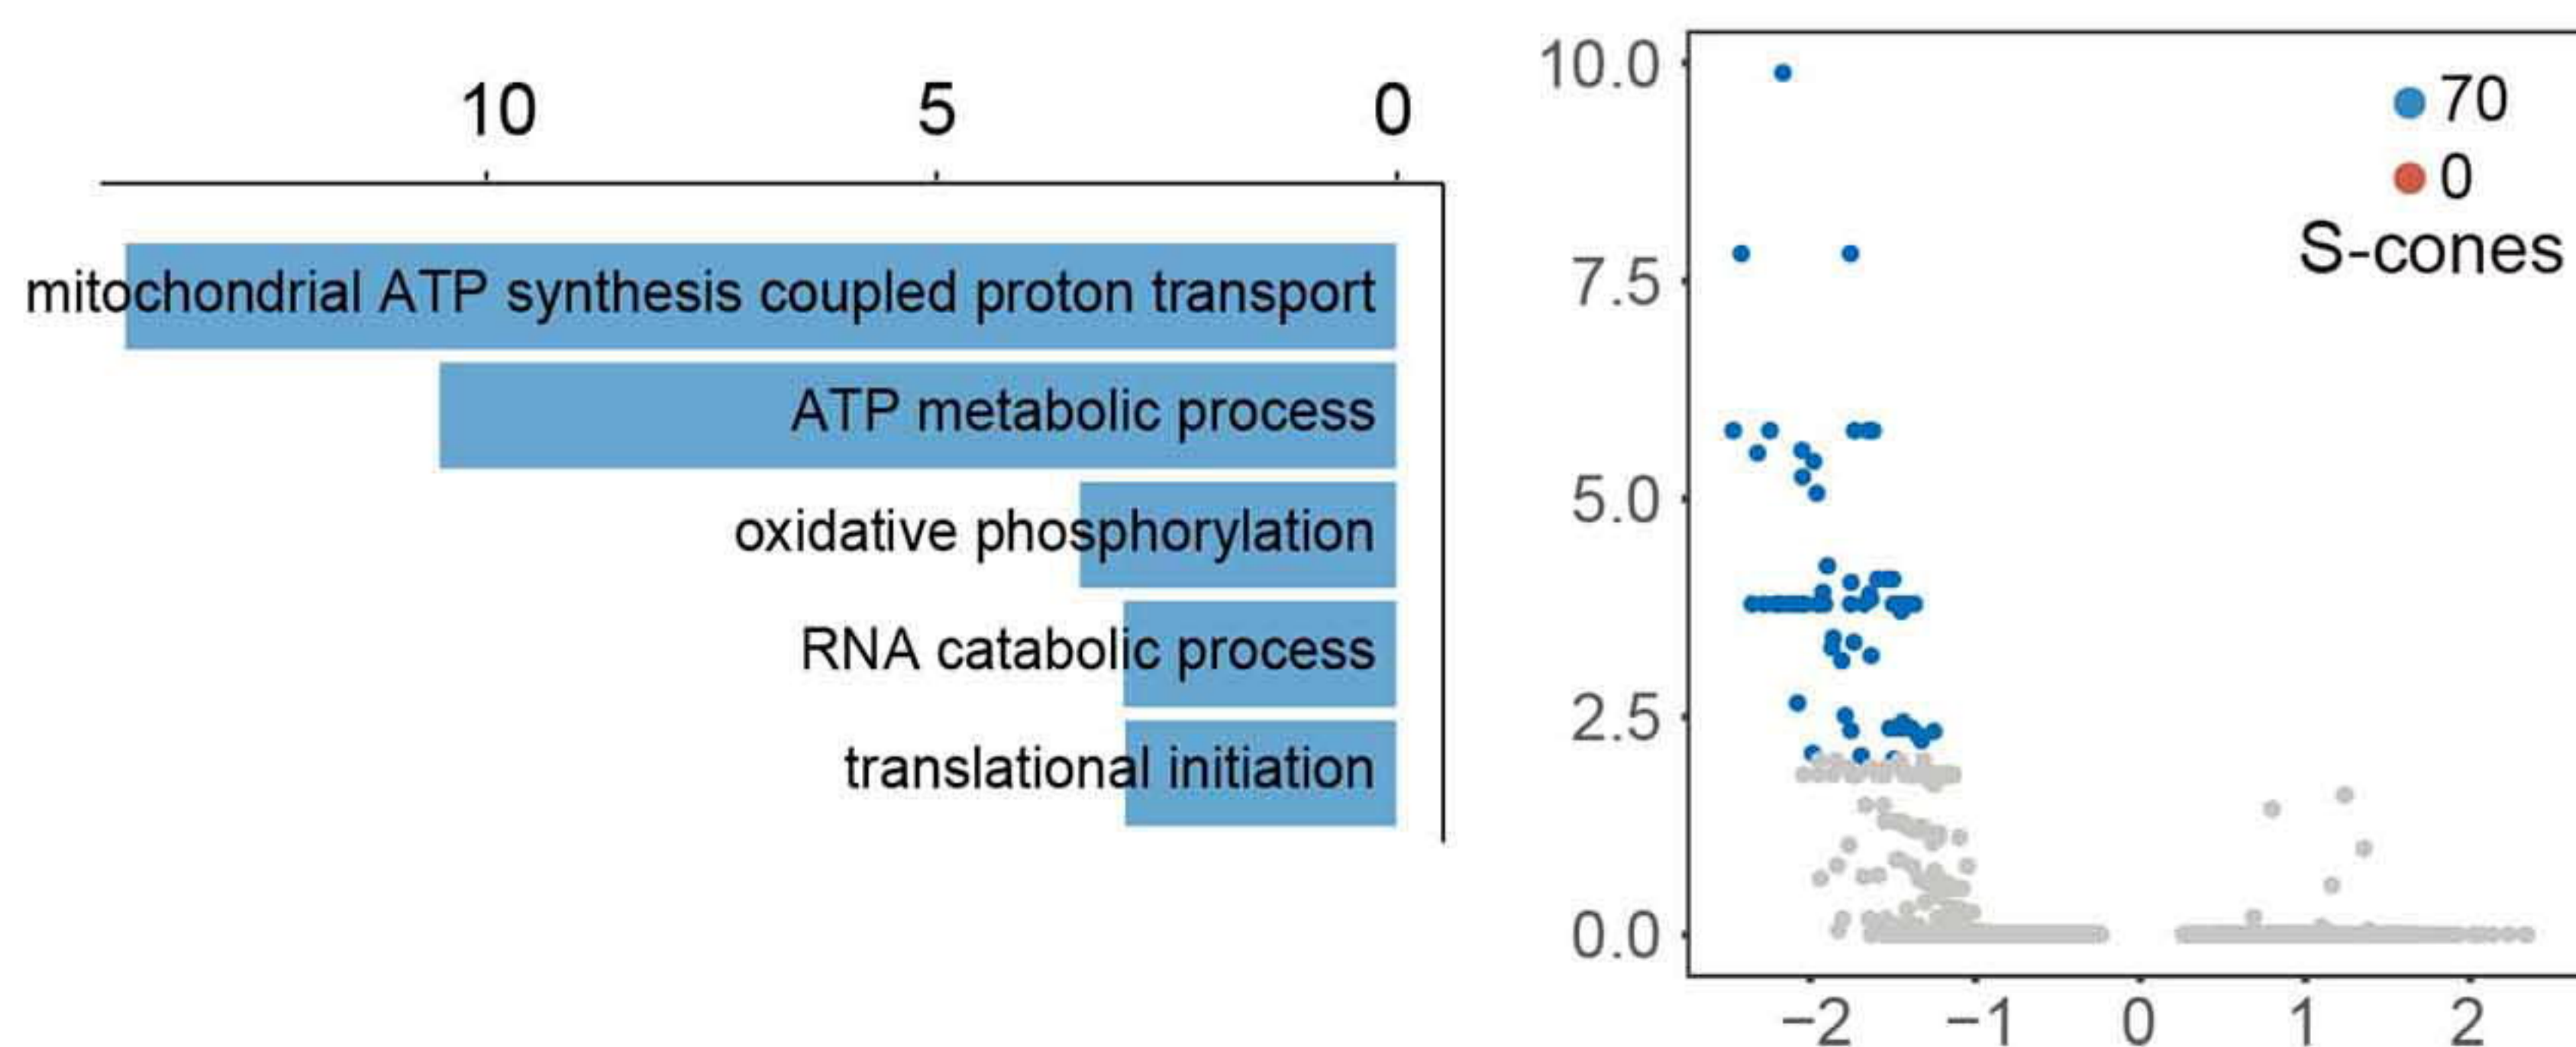 10 5 0
mitochondrial ATP synthesis coupled proton transport
ATP metabolic process
oxidative phosphorylation
RNA catabolic process
translational initiation
10.0
7.5
5.0
2.5
0.0
70
0
S-cones
−2 −1 0 1 2